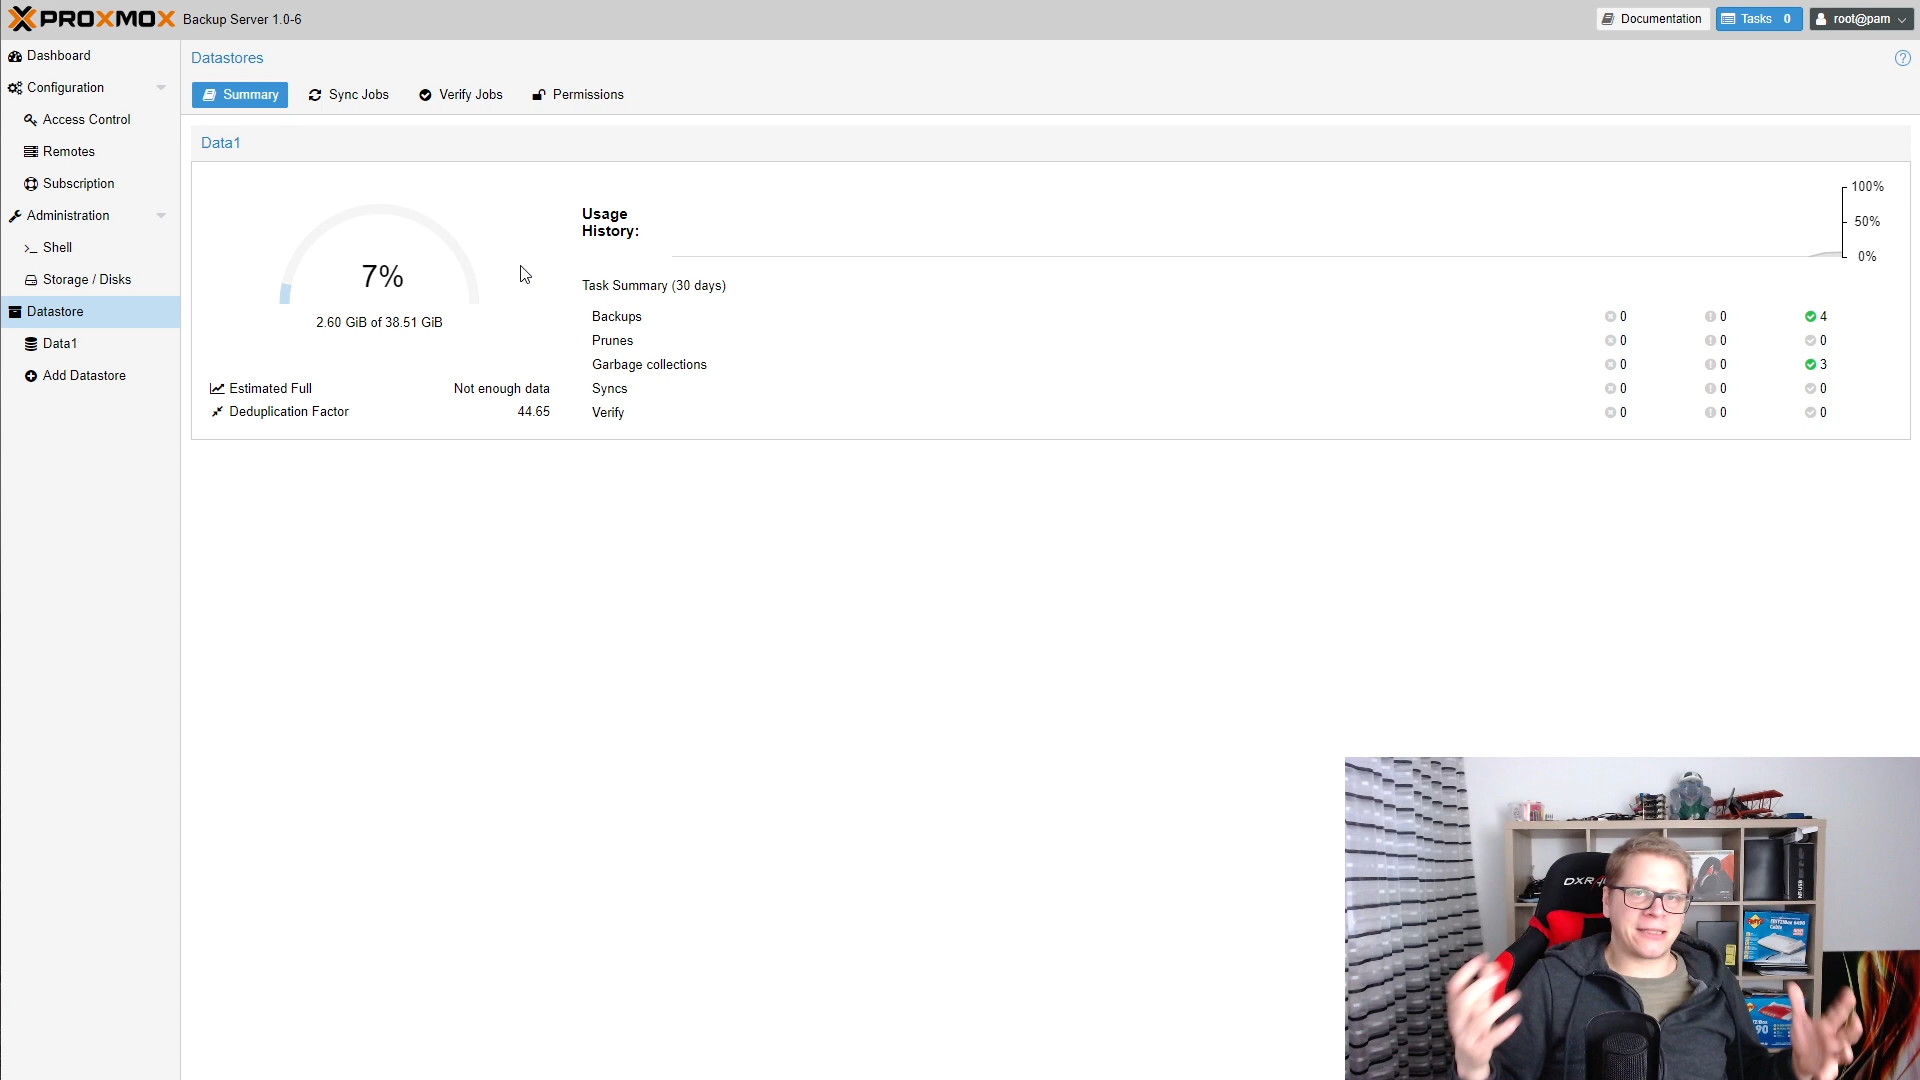 PROXMOX Backup Server 1.0-6
Documentation
Tasks 0
root@pam
Dashboard
Configuration
Access Control
Remotes
Subscription
Administration
Shell
Storage / Disks
Datastore
Data1
Add Datastore
Datastores
Summary
Sync Jobs
Verify Jobs
Permissions
Data1
7%
2.60 GiB of 38.51 GiB
Estimated Full Not enough data
Deduplication Factor 44.65
Usage
History:
100%
50%
0%
Task Summary (30 days)
Backups 0 0 4
Prunes 0 0 0
Garbage collections 0 0 3
Syncs 0 0 0
Verify 0 0 0